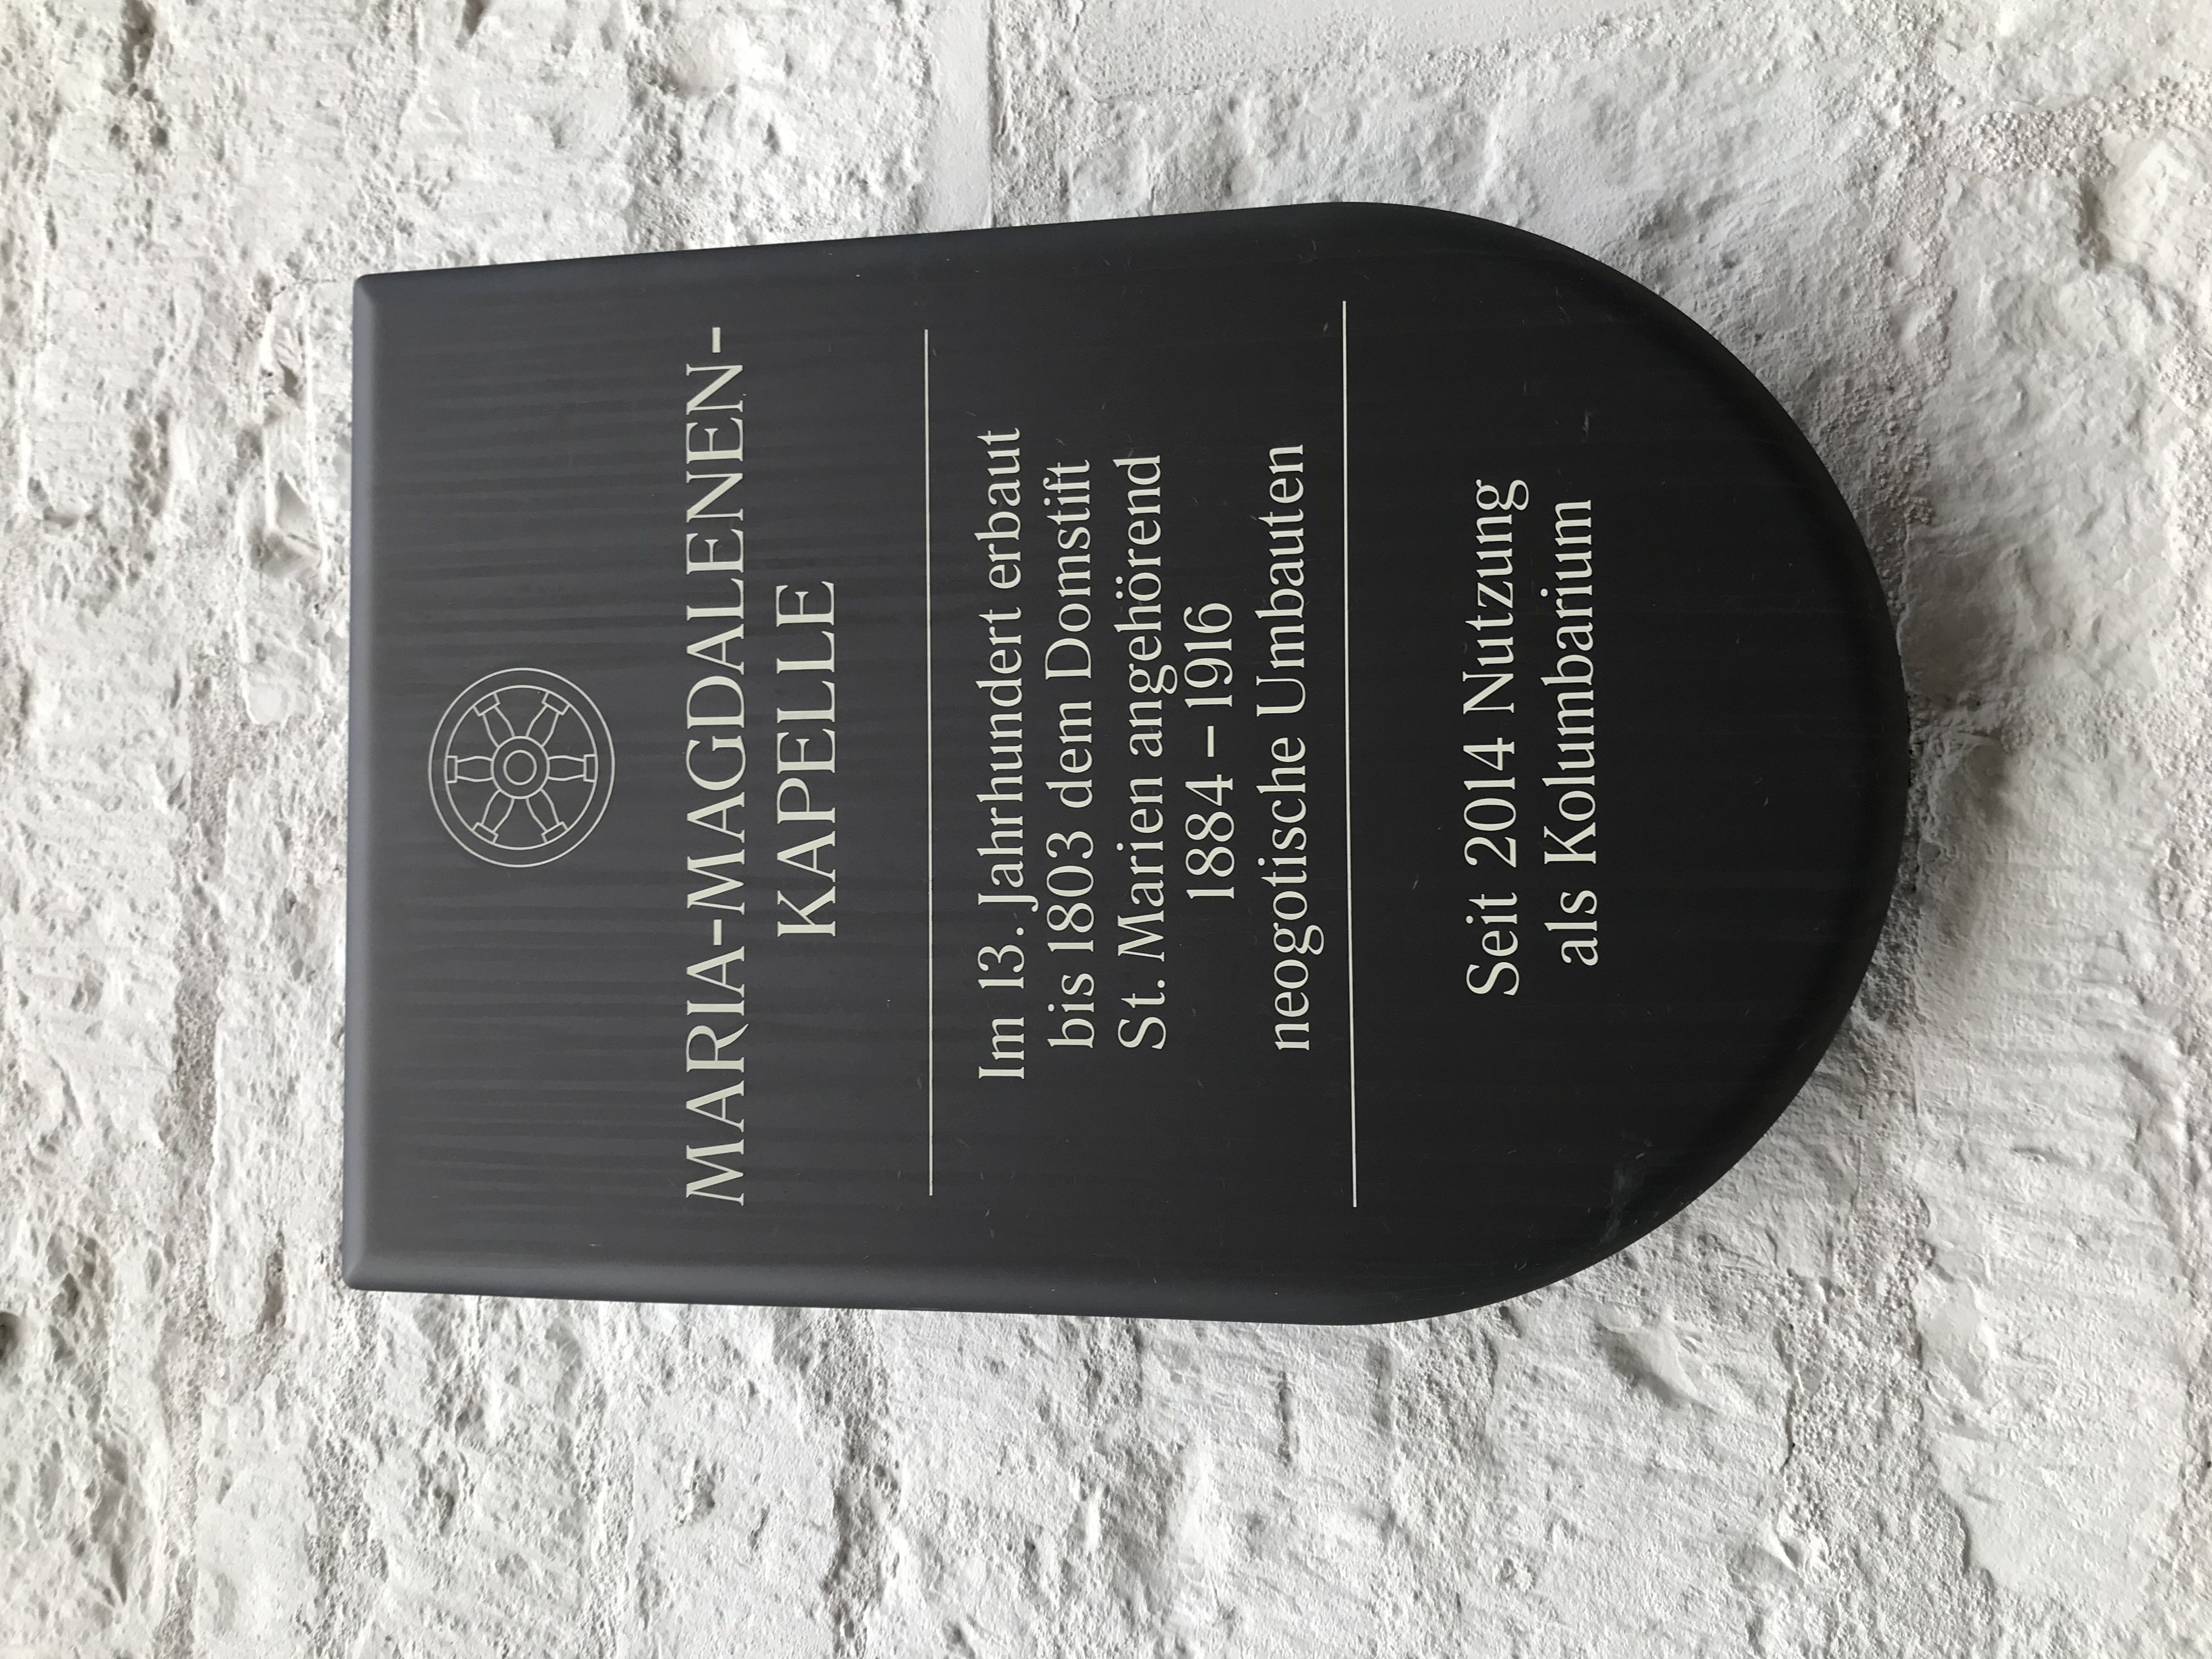 MARIA-MAGDALENEN-
KAPELLE
Im 13. Jahrhundert erbaut
bis 1803 dem Domstift
St. Marien angehörend
1884 – 1916
neogotische Umbauten
Seit 2014 Nutzung
als Kolumbarium